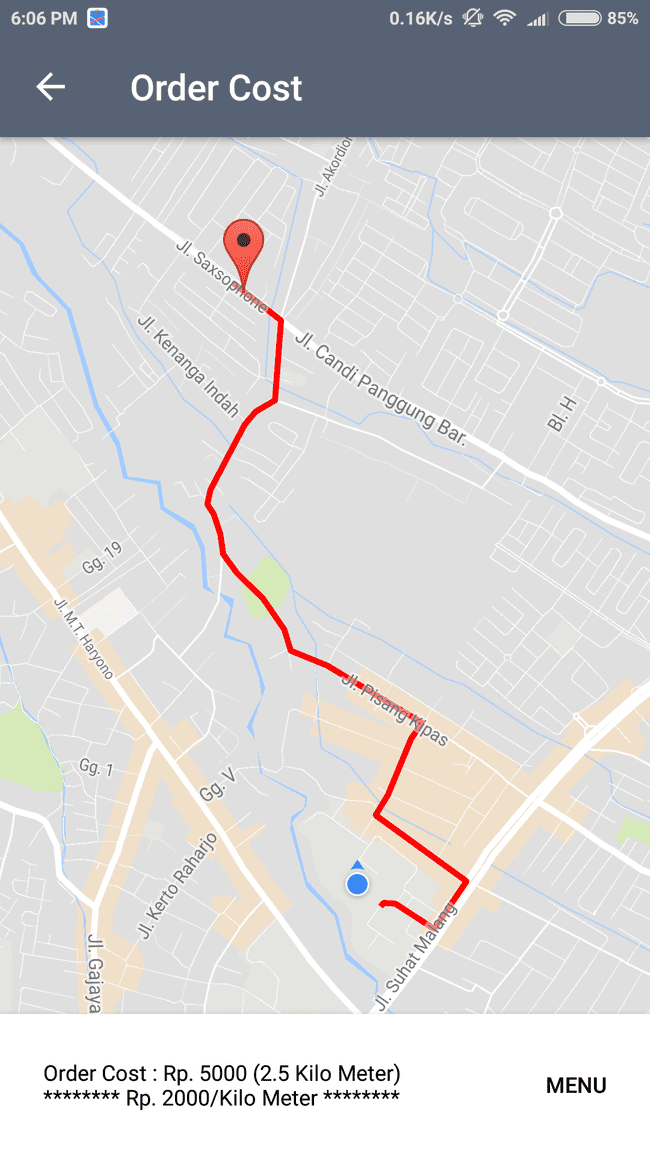 6:06 PM 0.16K/s 85%
Order Cost
Jl. Akordion
Jl. Saxsophone
Jl. Kenanga Indah
Jl. Candi Panggung Bar.
Bl. H
Gg. 19
Jl. M.T. Haryono
Jl. Pisang Kipas
Gg. 1
Gg. V
Jl. Kerto Raharjo
Jl. Suhat Malang
Jl. Gajaya
Order Cost : Rp. 5000 (2.5 Kilo Meter)
******** Rp. 2000/Kilo Meter ********
MENU